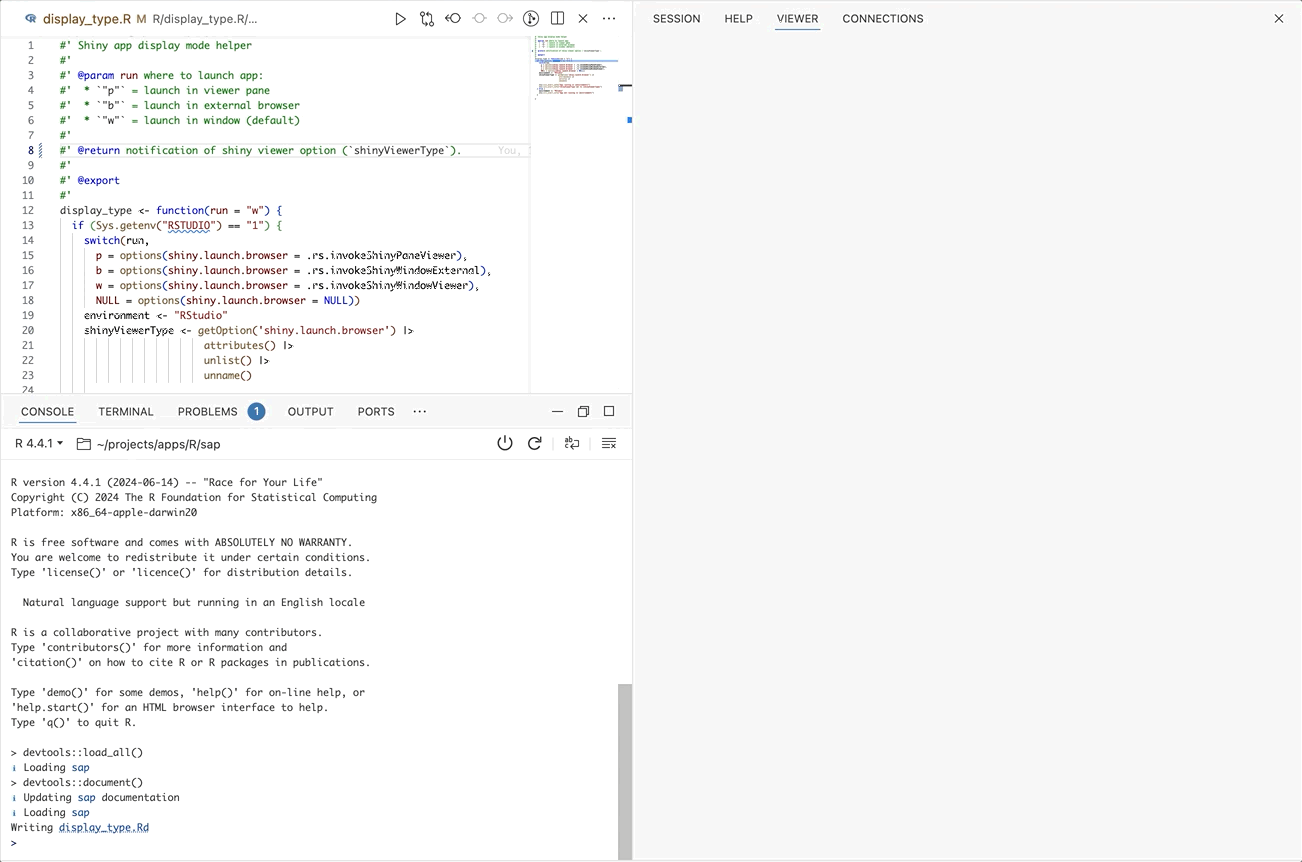 display_type.R M R/display_type.R/...
SESSION HELP VIEWER CONNECTIONS
1 #' Shiny app display mode helper
2 #'
3 #' @param run where to launch app:
4 #'  * `"p"` = launch in viewer pane
5 #'  * `"b"` = launch in external browser
6 #'  * `"w"` = launch in window (default)
7 #'
8 #' @return notification of shiny viewer option (`shinyViewerType`). You,
9 #'
10 #' @export
11 #'
12 display_type <- function(run = "w") {
13 if (Sys.getenv("RSTUDIO") == "1") {
14 switch(run,
15 p = options(shiny.launch.browser = .rs.invokeShinyPaneViewer),
16 b = options(shiny.launch.browser = .rs.invokeShinyWindowExternal),
17 w = options(shiny.launch.browser = .rs.invokeShinyWindowViewer),
18 NULL = options(shiny.launch.browser = NULL))
19 environment <- "RStudio"
20 shinyViewerType <- getOption('shiny.launch.browser') |>
21 attributes() |>
22 unlist() |>
23 unname()
24
CONSOLE TERMINAL PROBLEMS 1 OUTPUT PORTS ...
R 4.4.1 ~/projects/apps/R/sap
R version 4.4.1 (2024-06-14) -- "Race for Your Life"
Copyright (C) 2024 The R Foundation for Statistical Computing
Platform: x86_64-apple-darwin20
R is free software and comes with ABSOLUTELY NO WARRANTY.
You are welcome to redistribute it under certain conditions.
Type 'license()' or 'licence()' for distribution details.
Natural language support but running in an English locale
R is a collaborative project with many contributors.
Type 'contributors()' for more information and
'citation()' on how to cite R or R packages in publications.
Type 'demo()' for some demos, 'help()' for on-line help, or
'help.start()' for an HTML browser interface to help.
Type 'q()' to quit R.
> devtools::load_all()
ℹ Loading sap
> devtools::document()
ℹ Updating sap documentation
ℹ Loading sap
Writing display_type.Rd
>